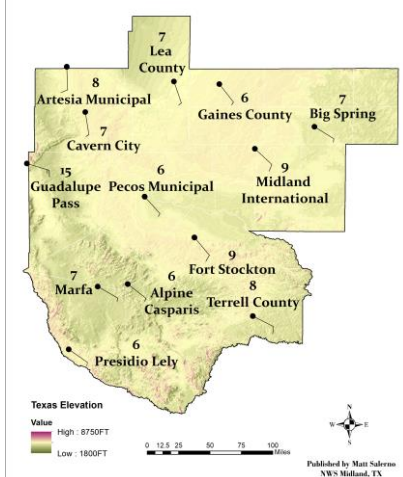 7
Lea
County
8
Artesia Municipal
6
Gaines County
7
Big Spring
7
Cavern City
15
Guadalupe
Pass
6
Pecos Municipal
9
Midland
International
9
Fort Stockton
7
Marfa
6
Alpine
Casparis
8
Terrell County
6
Presidio Lely
Texas Elevation
Value
High : 8750FT
Low : 1800FT
0 12.5 25 50 75 100
Miles
N
W E
S
Published by Matt Salerno
NWS Midland, TX